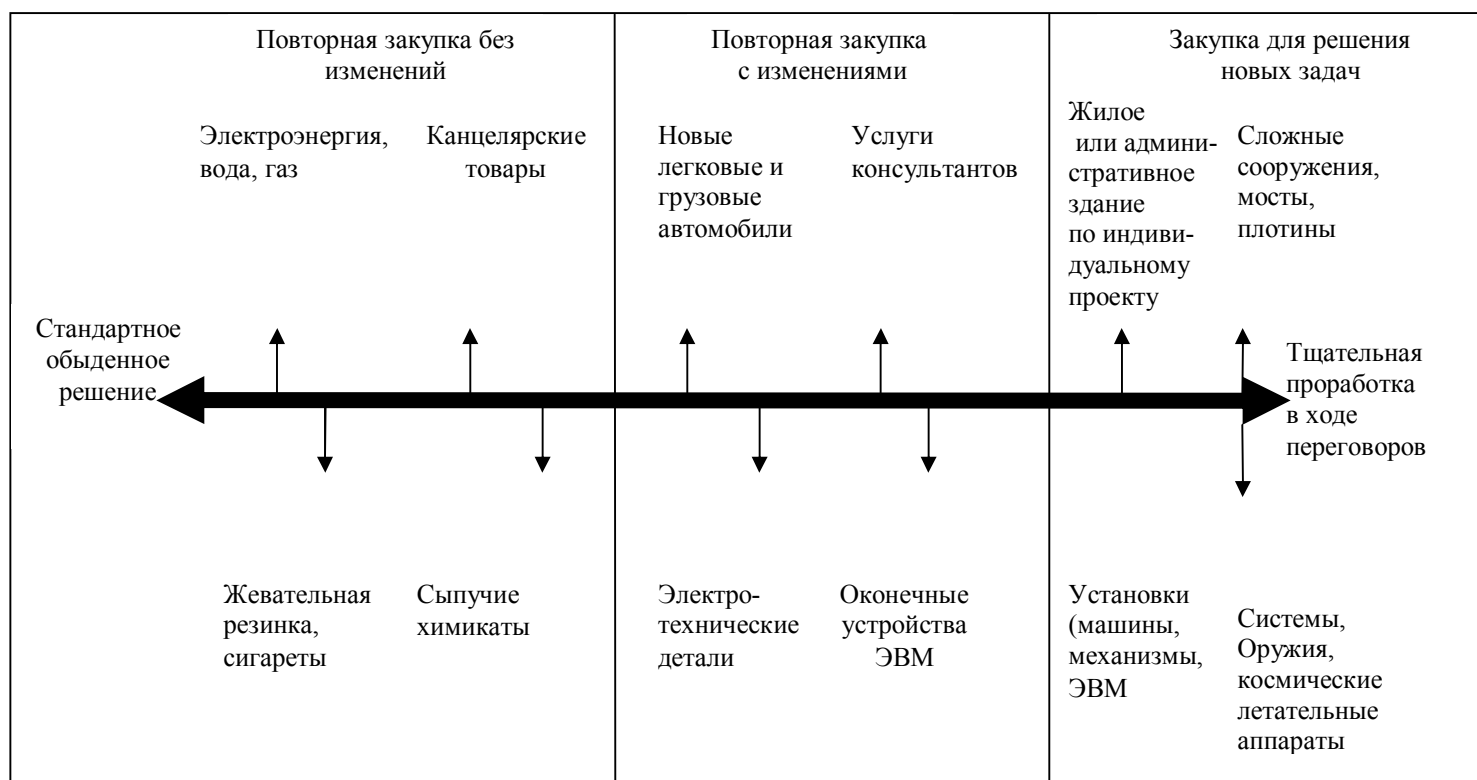 Повторная закупка без
изменений
Повторная закупка
с изменениями
Закупка для решения
новых задач
Электроэнергия,
вода, газ
Канцелярские
товары
Новые
легковые и
грузовые
автомобили
Услуги
консультантов
Жилое
или админи-
стративное
здание
по индиви-
дуальному
проекту
Сложные
сооружения,
мосты,
плотины
Стандартное
обыденное
решение
Тщательная
проработка
в ходе
переговоров
Жевательная
резинка,
сигареты
Сыпучие
химикаты
Электро-
технические
детали
Оконечные
устройства
ЭВМ
Установки
(машины,
механизмы,
ЭВМ
Системы,
Оружия,
космические
летательные
аппараты